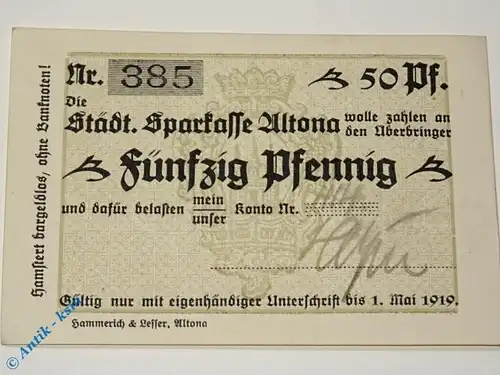 Nr. 385 50 Pf.
Die
Städt. Sparkasse Altona wolle zahlen an den Überbringer
Fünfzig Pfennig
und dafür belasten mein unser Konto Nr.
Gültig nur mit eigenhändiger Unterschrift bis 1. Mai 1919.
Hammerich & Lesser, Altona
Hamstert bargeldlos, ohne Banknoten!
© Antik - ksm